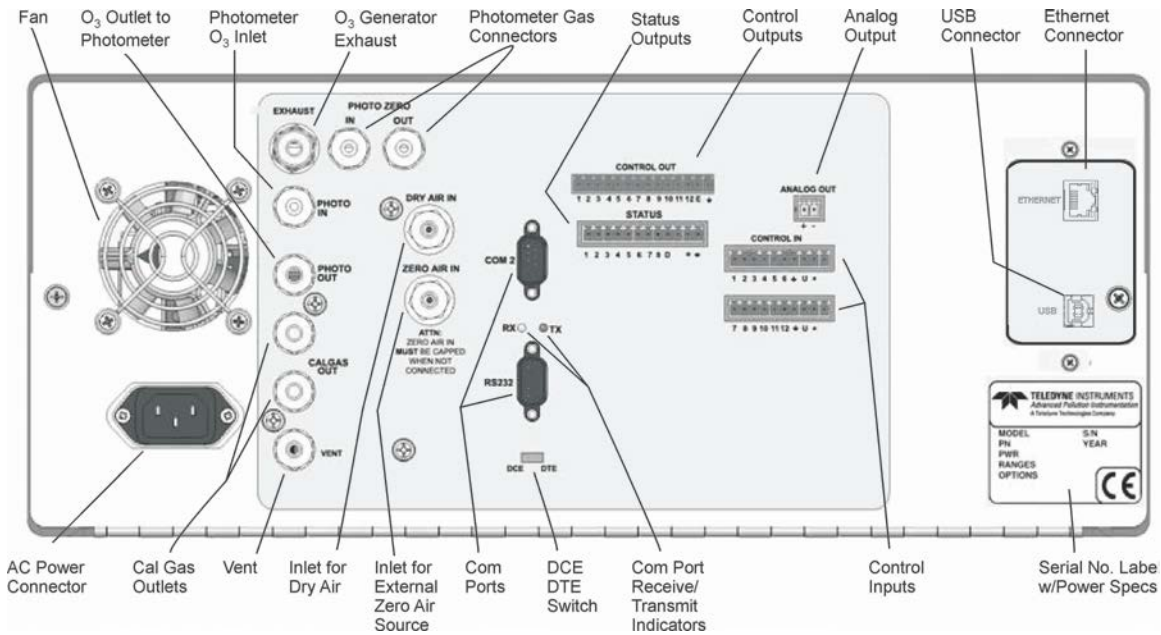 Fan
O3 Outlet to
Photometer
Photometer
O3 Inlet
O3 Generator
Exhaust
Photometer Gas
Connectors
Status
Outputs
Control
Outputs
Analog
Output
USB
Connector
Ethernet
Connector
EXHAUST
PHOTO ZERO
IN
OUT
PHOTO
IN
DRY AIR IN
PHOTO
OUT
ZERO AIR IN
ATTN:
ZERO AIR IN
MUST BE CAPPED
WHEN NOT
CONNECTED
CALGAS
OUT
VENT
CONTROL OUT
1 2 3 4 5 6 7 8 9 10 11 12 E
STATUS
1 2 3 4 5 6 7 8 D
COM 2
RX
TX
RS232
DCE DTE
ANALOG OUT
+ -
CONTROL IN
1 2 3 4 5 6 U +
7 8 9 10 11 12 U +
ETHERNET
USB
TELEDYNE INSTRUMENTS
Advanced Pollution Instrumentation
A Teledyne Technologies Company
MODEL S/N
PN YEAR
PWR
RANGES
OPTIONS
CE
AC Power
Connector
Cal Gas
Outlets
Vent
Inlet for
Dry Air
Inlet for
External
Zero Air
Source
Com
Ports
DCE
DTE
Switch
Com Port
Receive/
Transmit
Indicators
Control
Inputs
Serial No. Label
w/Power Specs